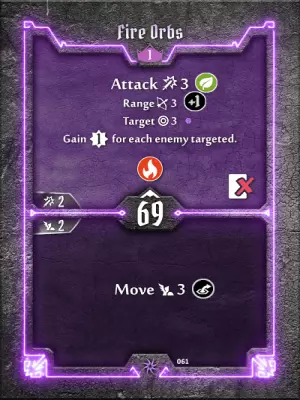 Fire Orbs
1
Attack 3
Range 3 +1
Target 3
Gain 1 for each enemy targeted.
2
69
2
Move 3
061